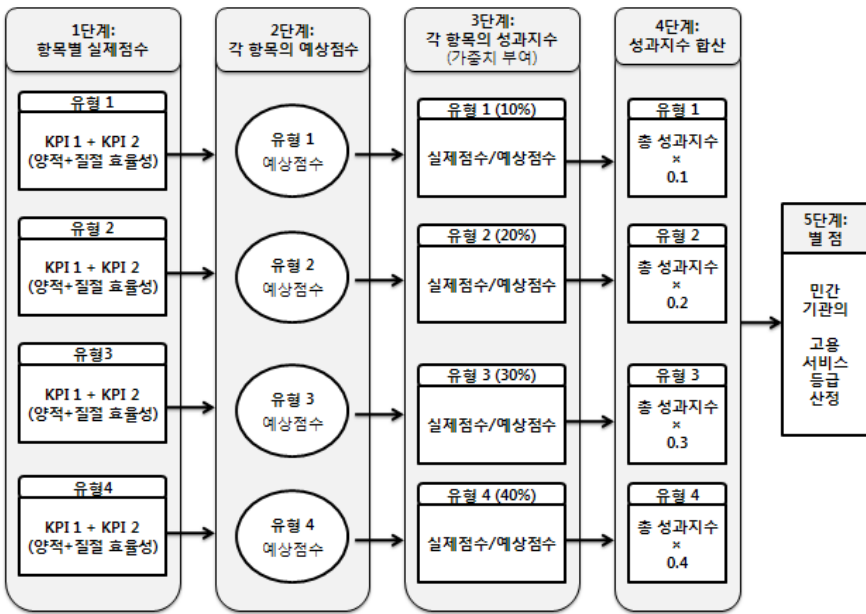 1단계:
항목별 실제점수
유형 1
KPI 1 + KPI 2
(양적+질절 효율성)
유형 2
KPI 1 + KPI 2
(양적+질절 효율성)
유형3
KPI 1 + KPI 2
(양적+질절 효율성)
유형4
KPI 1 + KPI 2
(양적+질절 효율성)
2단계:
각 항목의 예상점수
유형 1
예상점수
유형 2
예상점수
유형 3
예상점수
유형 4
예상점수
3단계:
각 항목의 성과지수
(가중치 부여)
유형 1 (10%)
실제점수/예상점수
유형 2 (20%)
실제점수/예상점수
유형 3 (30%)
실제점수/예상점수
유형 4 (40%)
실제점수/예상점수
4단계:
성과지수 합산
유형 1
총 성과지수
×
0.1
유형 2
총 성과지수
×
0.2
유형 3
총 성과지수
×
0.3
유형 4
총 성과지수
×
0.4
5단계:
별 점
민간
기관의
고용
서비스
등급
산정